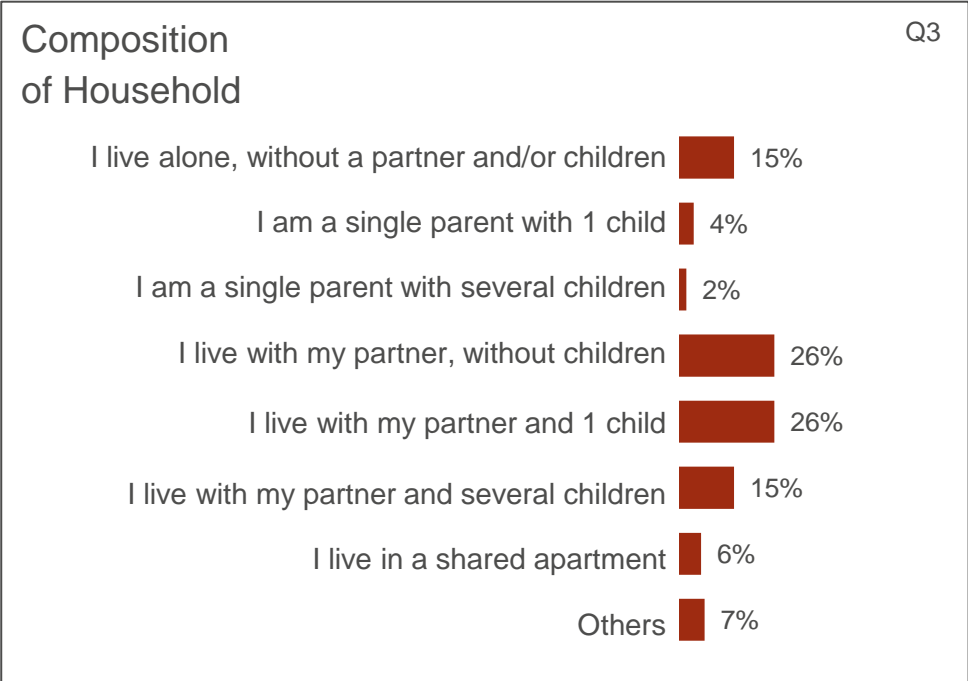 Composition
of Household
Q3
I live alone, without a partner and/or children 15%
I am a single parent with 1 child 4%
I am a single parent with several children 2%
I live with my partner, without children 26%
I live with my partner and 1 child 26%
I live with my partner and several children 15%
I live in a shared apartment 6%
Others 7%